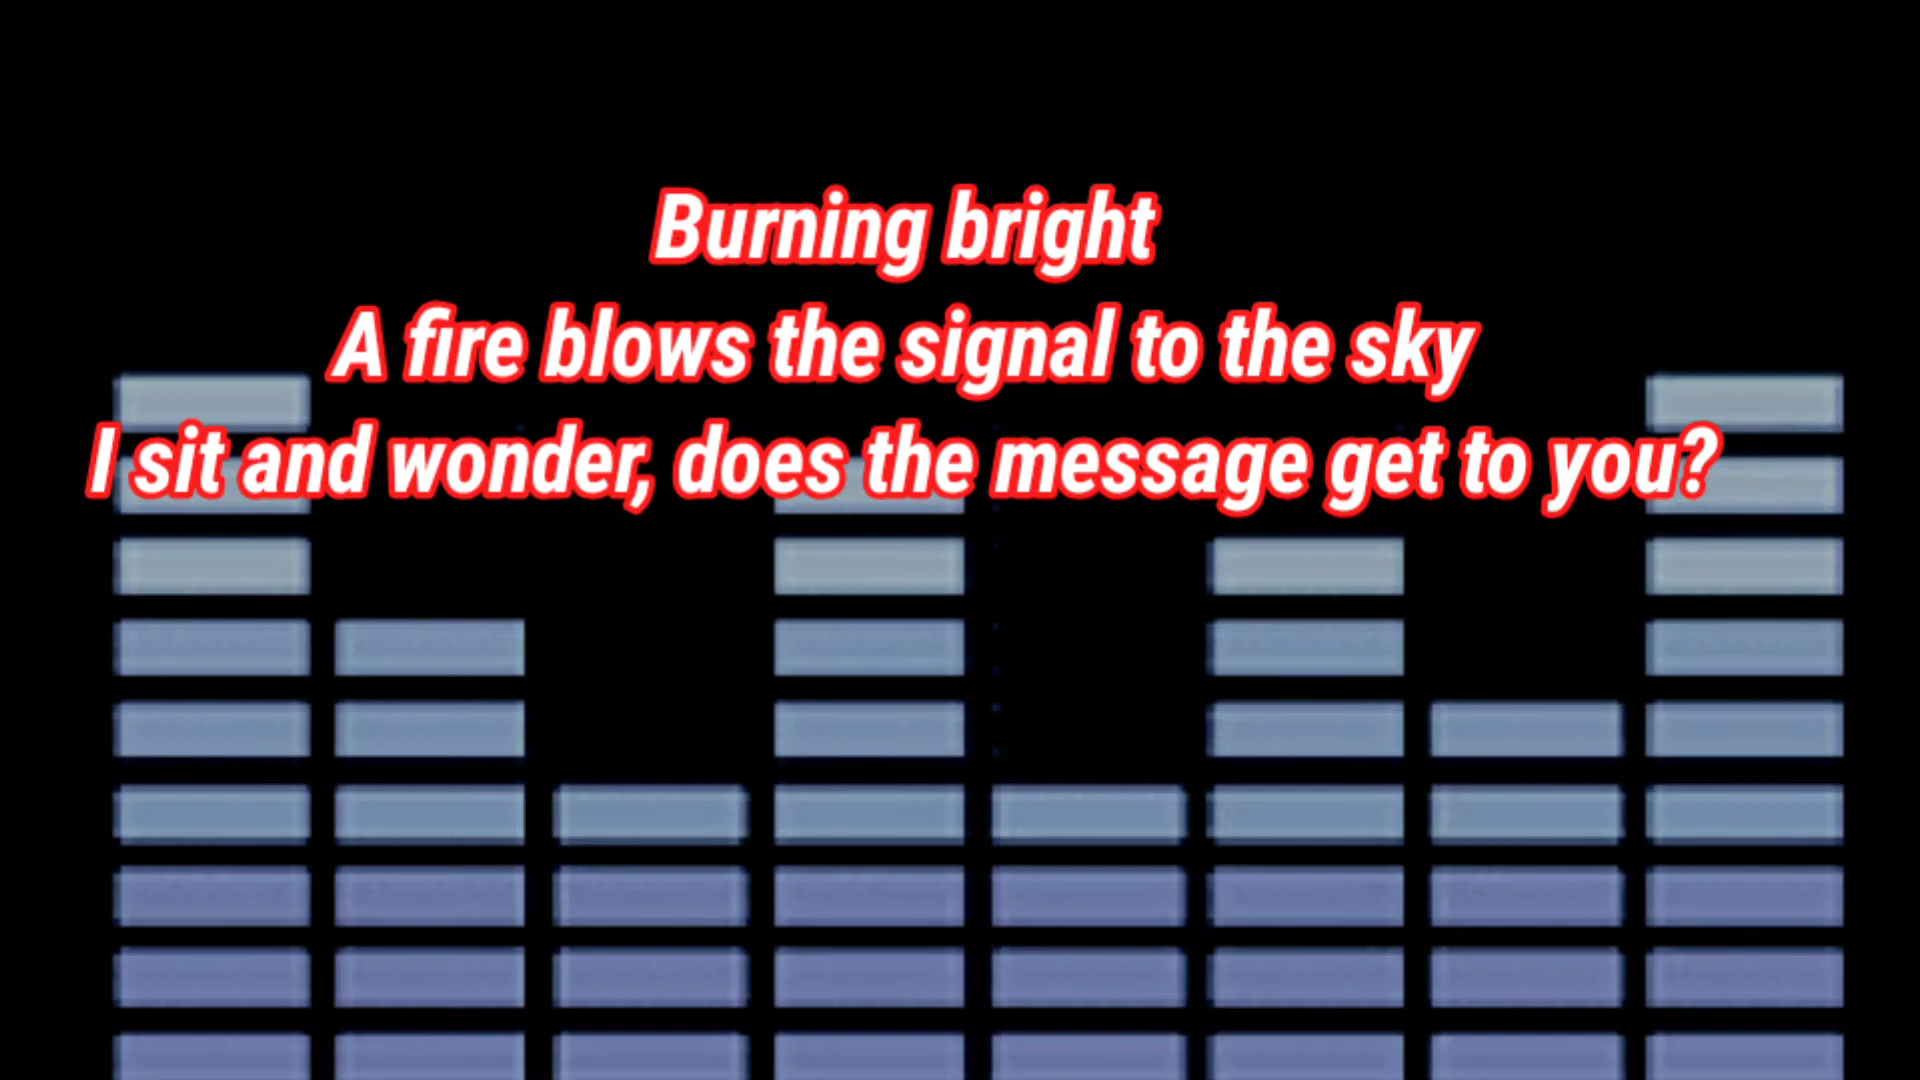 Burning bright
A fire blows the signal to the sky
I sit and wonder, does the message get to you?